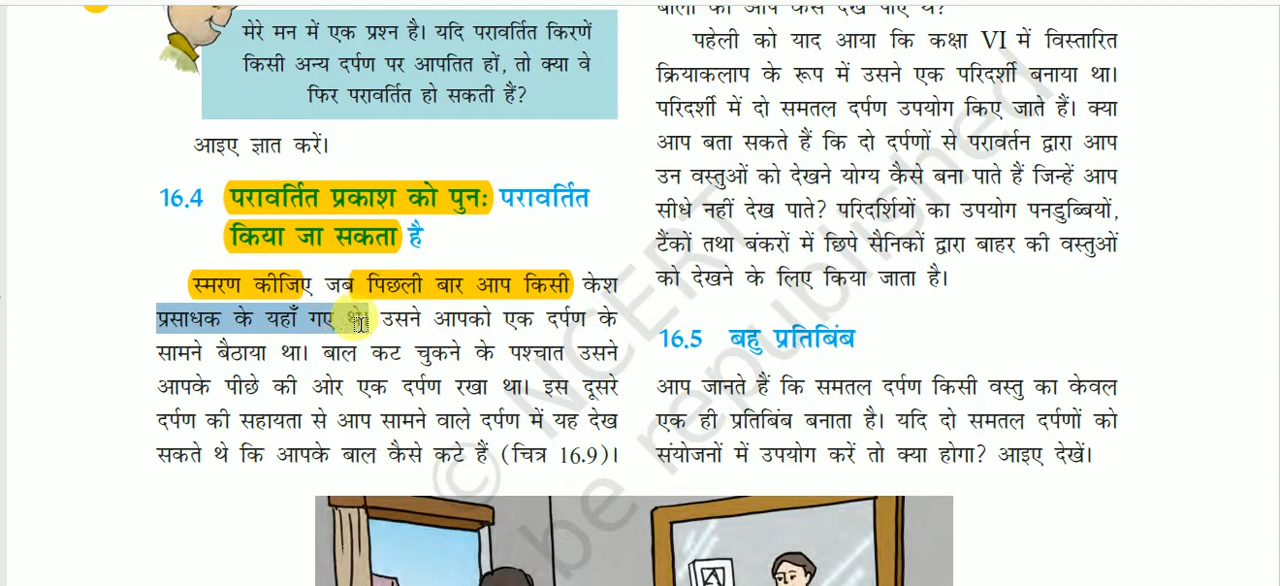 मेरे मन में एक प्रश्न है। यदि परावर्तित किरणें
किसी अन्य दर्पण पर आपतित हों, तो क्या वे
फिर परावर्तित हो सकती हैं?
आइए ज्ञात करें।
16.4 परावर्तित प्रकाश को पुनः परावर्तित
किया जा सकता है
स्मरण कीजिए जब पिछली बार आप किसी केश
प्रसाधक के यहाँ गए थे। उसने आपको एक दर्पण के
सामने बैठाया था। बाल कट चुकने के पश्चात उसने
आपके पीछे की ओर एक दर्पण रखा था। इस दूसरे
दर्पण की सहायता से आप सामने वाले दर्पण में यह देख
सकते थे कि आपके बाल कैसे कटे हैं (चित्र 16.9)।
बालों को आप कैसे देख पाए थे?
पहेली को याद आया कि कक्षा VI में विस्तारित
क्रियाकलाप के रूप में उसने एक परिदर्शी बनाया था।
परिदर्शी में दो समतल दर्पण उपयोग किए जाते हैं। क्या
आप बता सकते हैं कि दो दर्पणों से परावर्तन द्वारा आप
उन वस्तुओं को देखने योग्य कैसे बना पाते हैं जिन्हें आप
सीधे नहीं देख पाते? परिदर्शियों का उपयोग पनडुब्बियों,
टैंकों तथा बंकरों में छिपे सैनिकों द्वारा बाहर की वस्तुओं
को देखने के लिए किया जाता है।
16.5 बहु प्रतिबिंब
आप जानते हैं कि समतल दर्पण किसी वस्तु का केवल
एक ही प्रतिबिंब बनाता है। यदि दो समतल दर्पणों को
संयोजनों में उपयोग करें तो क्या होगा? आइए देखें।
© NCERT
be republished